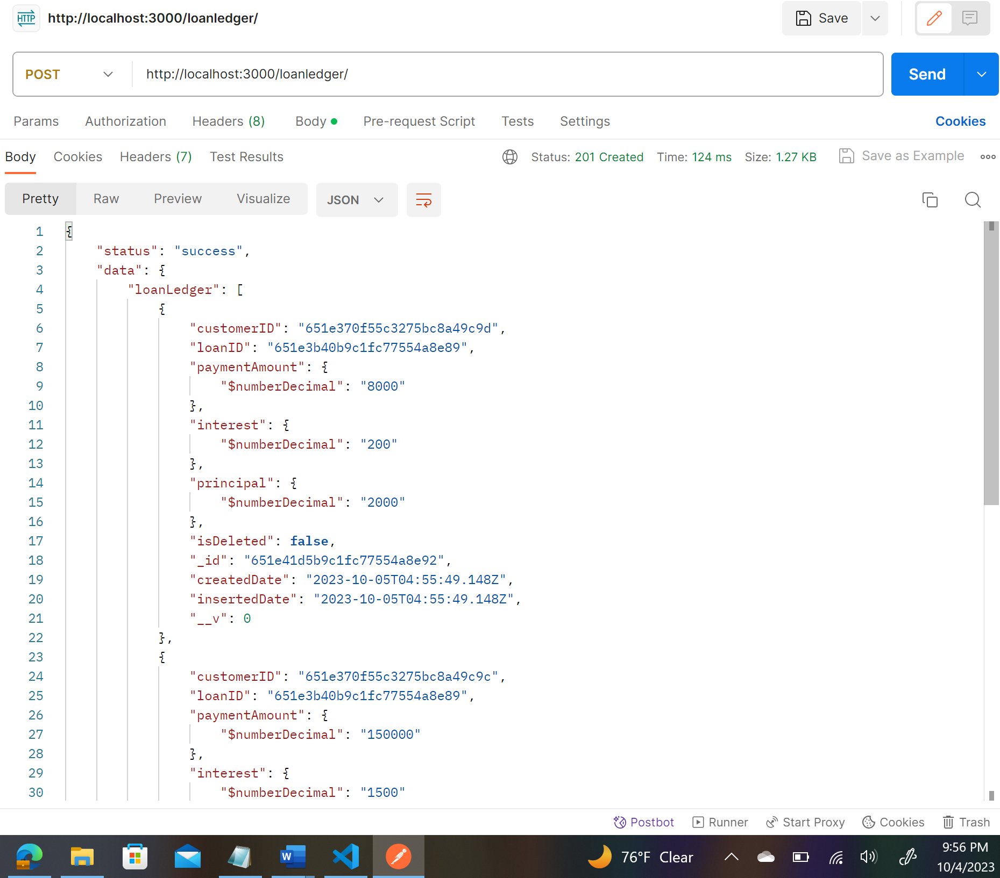 HTTP http://localhost:3000/loanledger/ Save
POST http://localhost:3000/loanledger/ Send
Params Authorization Headers (8) Body Pre-request Script Tests Settings Cookies
Body Cookies Headers (7) Test Results Status: 201 Created Time: 124 ms Size: 1.27 KB Save as Example
Pretty Raw Preview Visualize JSON
1 {
2 "status": "success",
3 "data": {
4 "loanLedger": [
5 {
6 "customerID": "651e370f55c3275bc8a49c9d",
7 "loanID": "651e3b40b9c1fc77554a8e89",
8 "paymentAmount": {
9 "$numberDecimal": "8000"
10 },
11 "interest": {
12 "$numberDecimal": "200"
13 },
14 "principal": {
15 "$numberDecimal": "2000"
16 },
17 "isDeleted": false,
18 "_id": "651e41d5b9c1fc77554a8e92",
19 "createdDate": "2023-10-05T04:55:49.148Z",
20 "insertedDate": "2023-10-05T04:55:49.148Z",
21 "__v": 0
22 },
23 {
24 "customerID": "651e370f55c3275bc8a49c9c",
25 "loanID": "651e3b40b9c1fc77554a8e89",
26 "paymentAmount": {
27 "$numberDecimal": "150000"
28 },
29 "interest": {
30 "$numberDecimal": "1500"
Postbot Runner Start Proxy Cookies Trash
W 76°F Clear 9:56 PM
10/4/2023